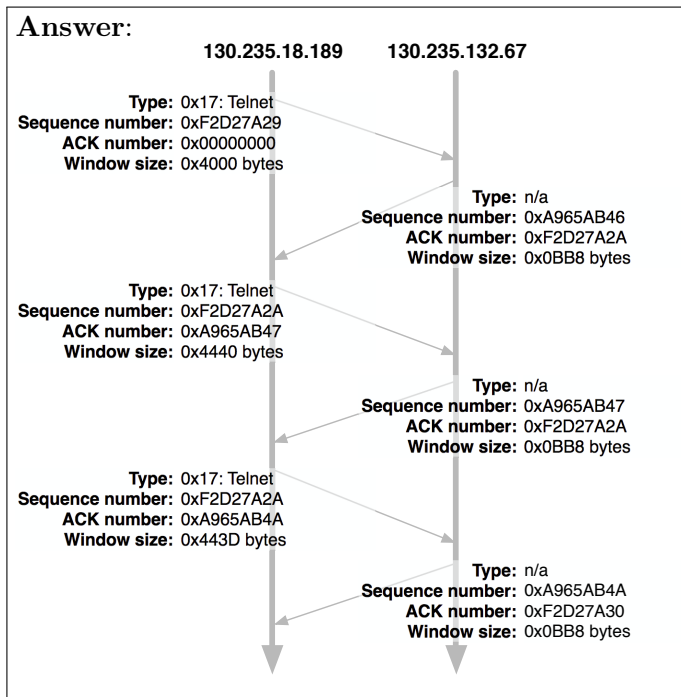 Answer:
130.235.18.189 130.235.132.67
Type: 0x17: Telnet
Sequence number: 0xF2D27A29
ACK number: 0x00000000
Window size: 0x4000 bytes
Type: n/a
Sequence number: 0xA965AB46
ACK number: 0xF2D27A2A
Window size: 0x0BB8 bytes
Type: 0x17: Telnet
Sequence number: 0xF2D27A2A
ACK number: 0xA965AB47
Window size: 0x4440 bytes
Type: n/a
Sequence number: 0xA965AB47
ACK number: 0xF2D27A2A
Window size: 0x0BB8 bytes
Type: 0x17: Telnet
Sequence number: 0xF2D27A2A
ACK number: 0xA965AB4A
Window size: 0x443D bytes
Type: n/a
Sequence number: 0xA965AB4A
ACK number: 0xF2D27A30
Window size: 0x0BB8 bytes